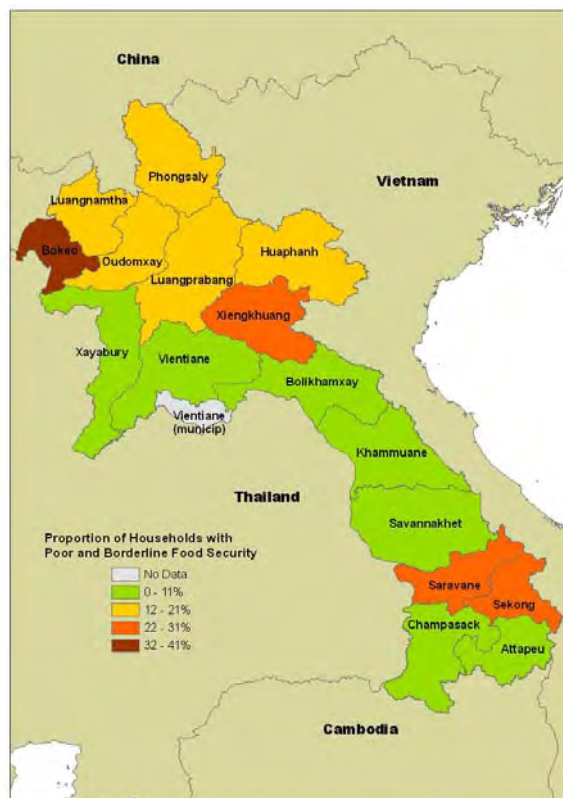 China
Phongsaly
Vietnam
Luangnamtha
Bokeo
Oudomxay
Huaphanh
Luangprabang
Xiengkhuang
Xayabury
Vientiane
Bolikhamxay
Vientiane
(municip)
Khammuane
Thailand
Savannakhet
Proportion of Households with
Poor and Borderline Food Security
No Data
0 - 11%
12 - 21%
22 - 31%
32 - 41%
Saravane
Sekong
Champasack
Attapeu
Cambodia